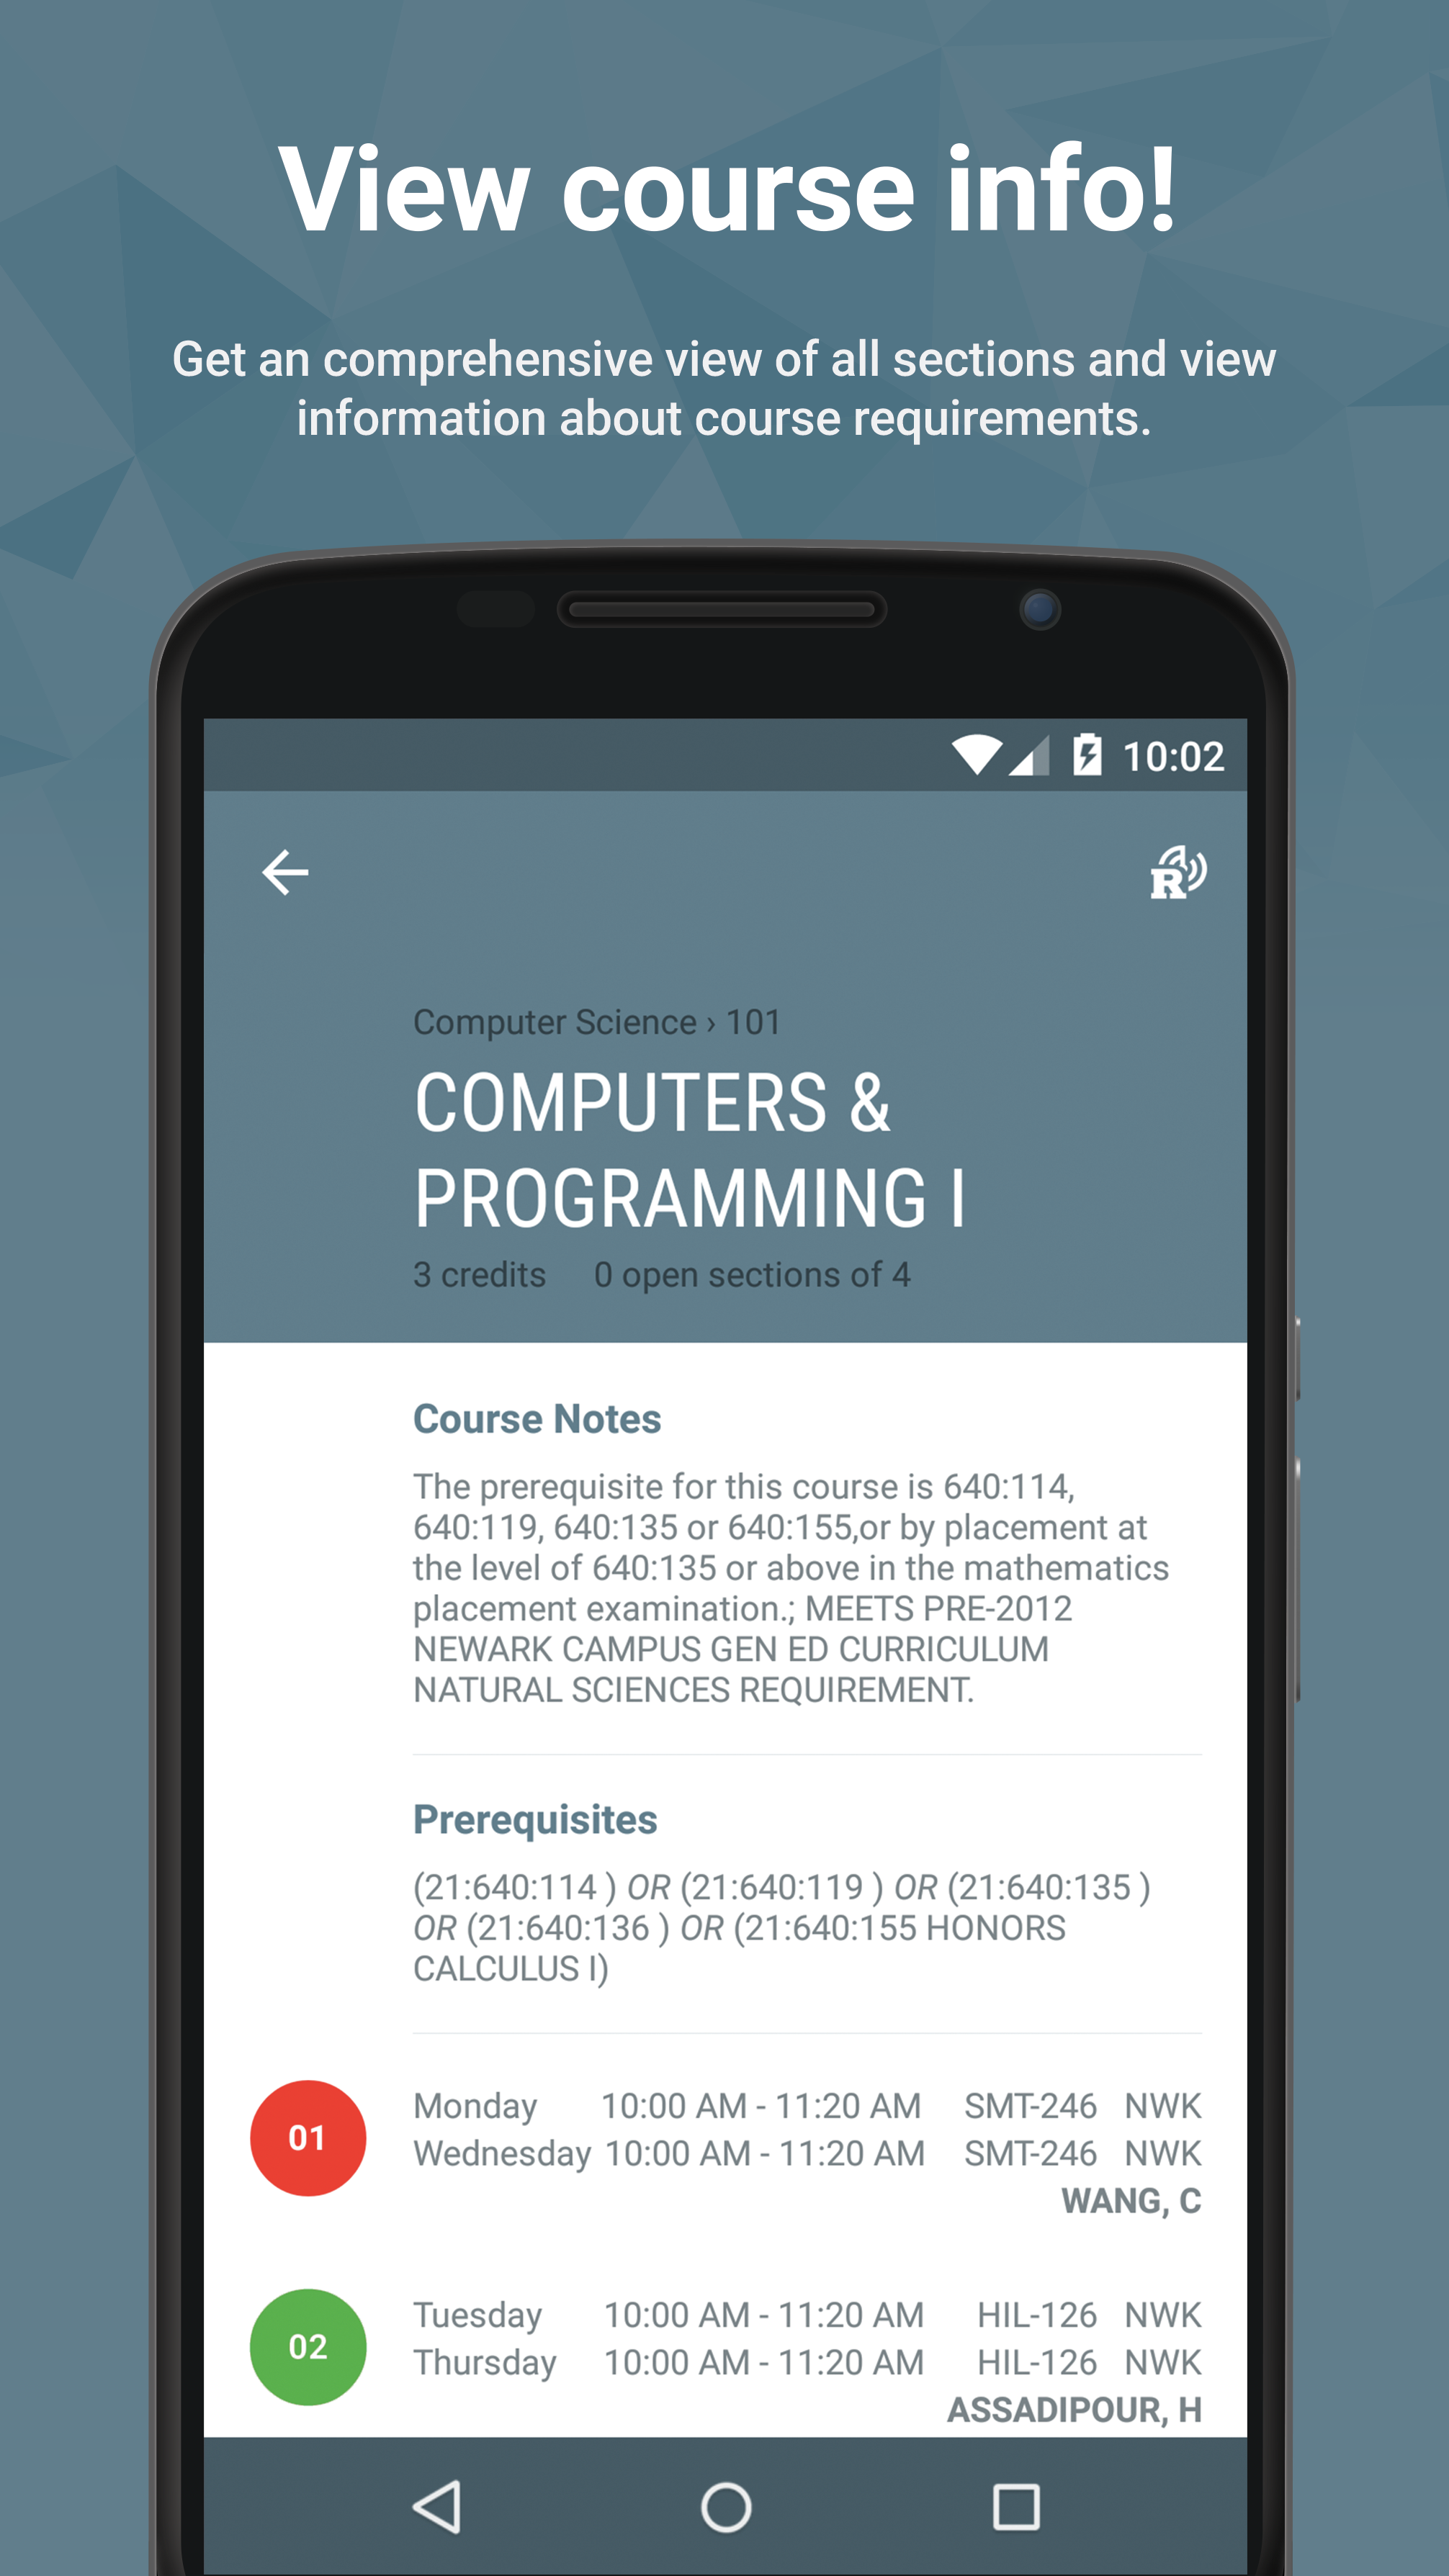 View course info!
Get an comprehensive view of all sections and view
information about course requirements.
10:02
R
Computer Science › 101
COMPUTERS &
PROGRAMMING I
3 credits 0 open sections of 4
Course Notes
The prerequisite for this course is 640:114,
640:119, 640:135 or 640:155,or by placement at
the level of 640:135 or above in the mathematics
placement examination.; MEETS PRE-2012
NEWARK CAMPUS GEN ED CURRICULUM
NATURAL SCIENCES REQUIREMENT.
Prerequisites
(21:640:114 ) OR (21:640:119 ) OR (21:640:135 )
OR (21:640:136 ) OR (21:640:155 HONORS
CALCULUS I)
01
Monday 10:00 AM - 11:20 AM SMT-246 NWK
Wednesday 10:00 AM - 11:20 AM SMT-246 NWK
WANG, C
02
Tuesday 10:00 AM - 11:20 AM HIL-126 NWK
Thursday 10:00 AM - 11:20 AM HIL-126 NWK
ASSADIPOUR, H